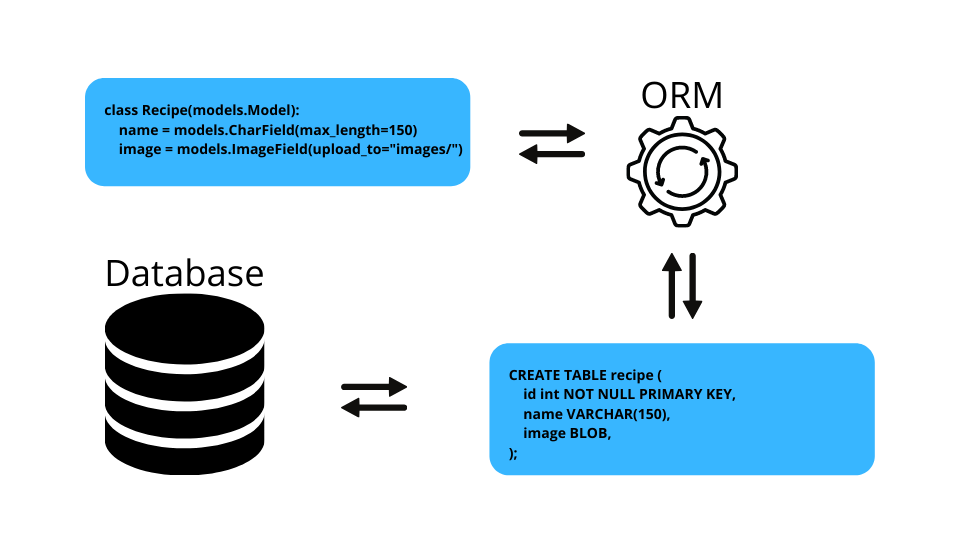 class Recipe(models.Model):
    name = models.CharField(max_length=150)
    image = models.ImageField(upload_to="images/")
ORM
Database
CREATE TABLE recipe (
    id int NOT NULL PRIMARY KEY,
    name VARCHAR(150),
    image BLOB,
);